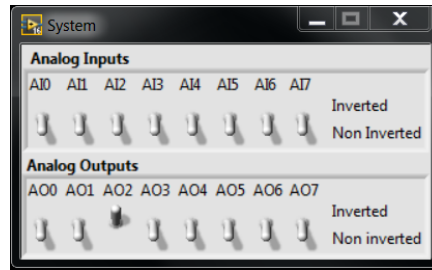 System
Analog Inputs
AI0 AI1 AI2 AI3 AI4 AI5 AI6 AI7
Inverted
Non Inverted
Analog Outputs
AO0 AO1 AO2 AO3 AO4 AO5 AO6 AO7
Inverted
Non inverted